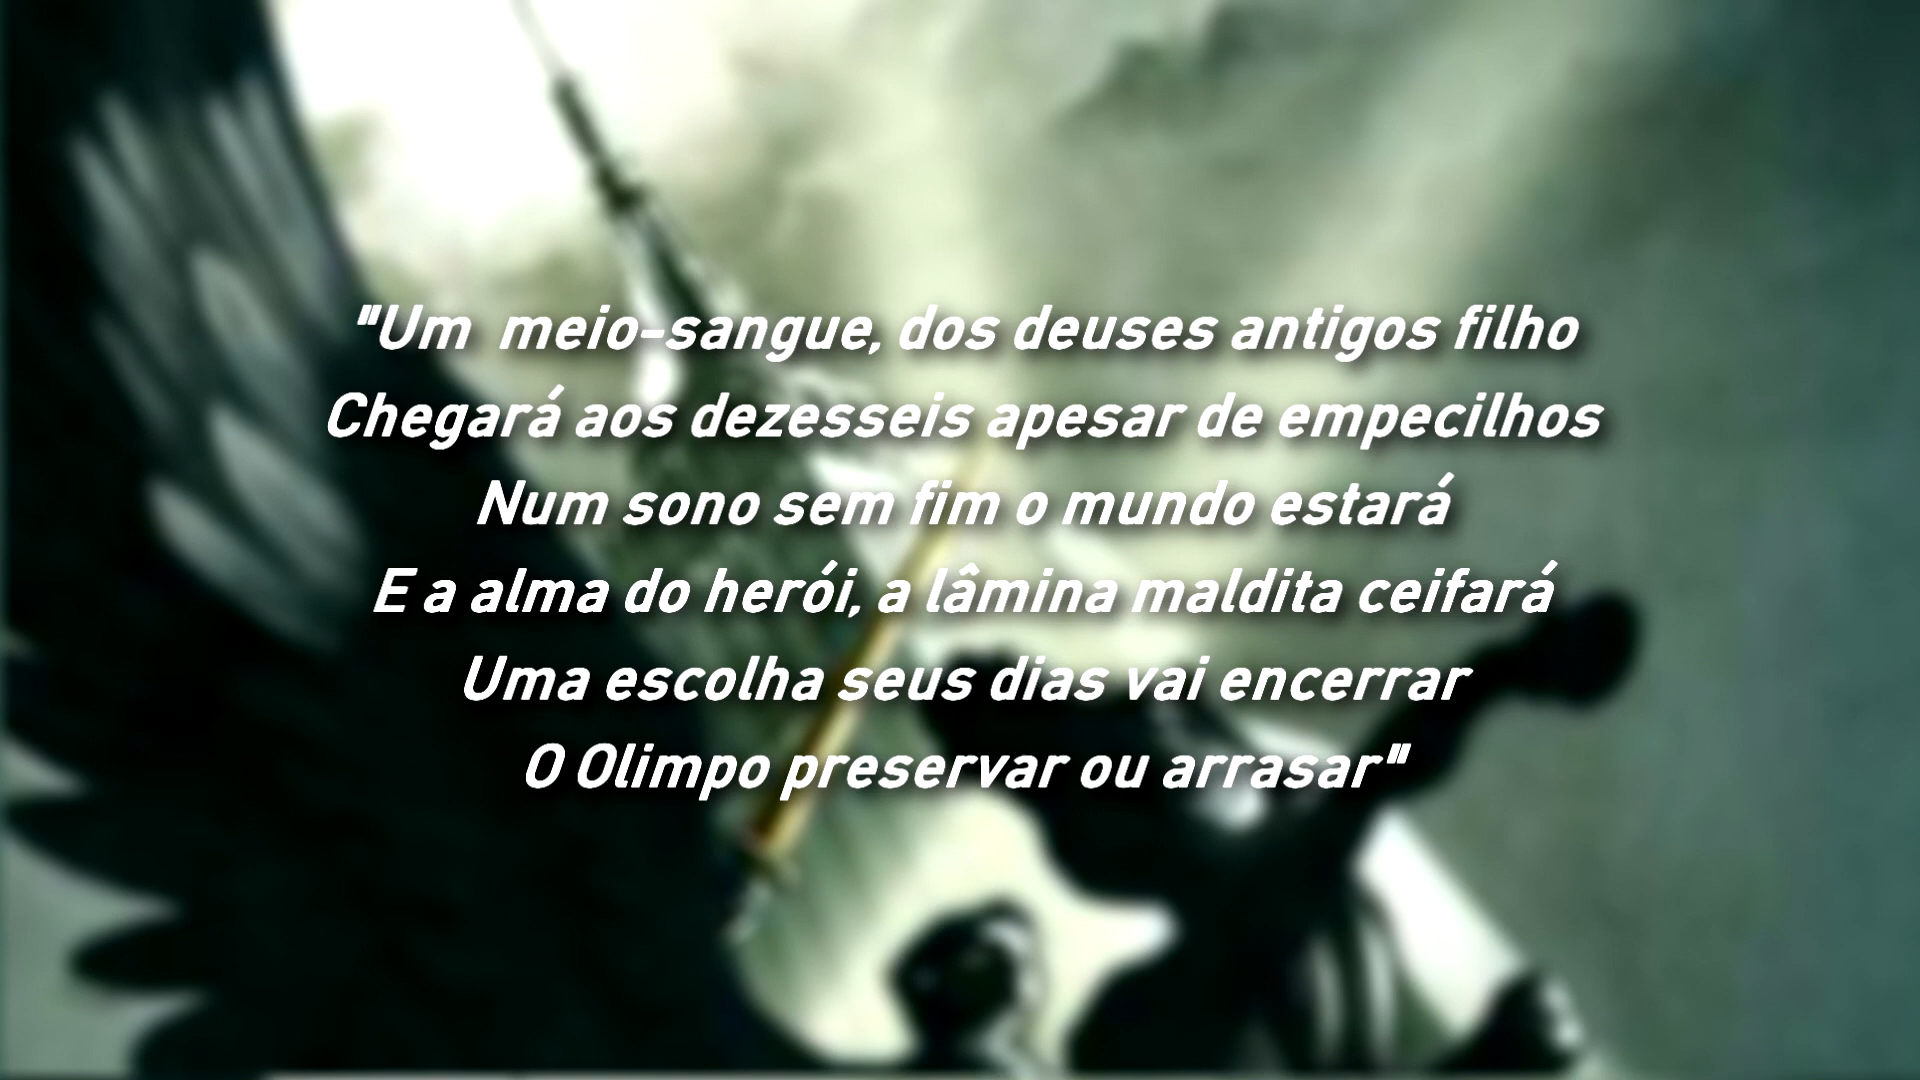 "Um meio-sangue, dos deuses antigos filho
Chegará aos dezesseis apesar de empecilhos
Num sono sem fim o mundo estará
E a alma do herói, a lâmina maldita ceifará
Uma escolha seus dias vai encerrar
O Olimpo preservar ou arrasar"